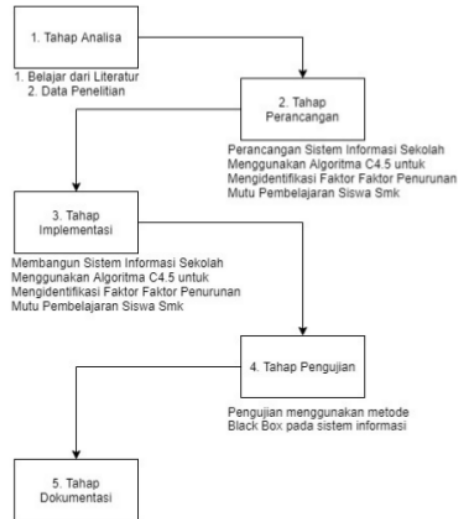 1. Tahap Analisa
1. Belajar dari Literatur
2. Data Penelitian
2. Tahap
Perancangan
Perancangan Sistem Informasi Sekolah
Menggunakan Algoritma C4.5 untuk
Mengidentifikasi Faktor Faktor Penurunan
Mutu Pembelajaran Siswa Smk
3. Tahap
Implementasi
Membangun Sistem Informasi Sekolah
Menggunakan Algoritma C4.5 untuk
Mengidentifikasi Faktor Faktor Penurunan
Mutu Pembelajaran Siswa Smk
4. Tahap Pengujian
Pengujian menggunakan metode
Black Box pada sistem informasi
5. Tahap
Dokumentasi